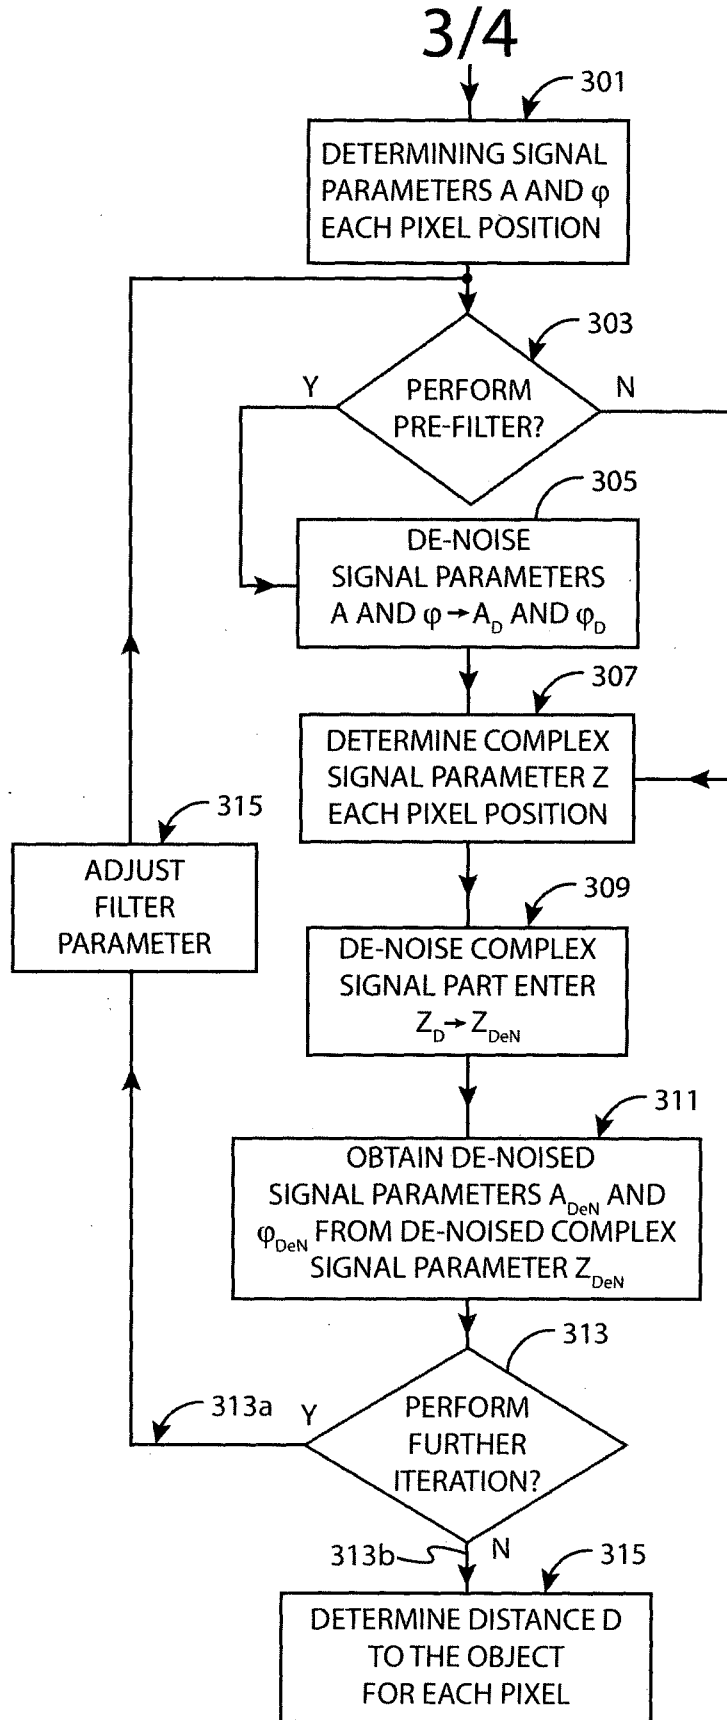 3/4
301
DETERMINING SIGNAL
PARAMETERS A AND φ
EACH PIXEL POSITION
303
Y
PERFORM
PRE-FILTER?
N
305
DE-NOISE
SIGNAL PARAMETERS
A AND φ → A_D AND φ_D
307
DETERMINE COMPLEX
SIGNAL PARAMETER Z
EACH PIXEL POSITION
315
ADJUST
FILTER
PARAMETER
309
DE-NOISE COMPLEX
SIGNAL PART ENTER
Z_D → Z_DeN
311
OBTAIN DE-NOISED
SIGNAL PARAMETERS A_DeN AND
φ_DeN FROM DE-NOISED COMPLEX
SIGNAL PARAMETER Z_DeN
313
313a
Y
PERFORM
FURTHER
ITERATION?
313b
N
315
DETERMINE DISTANCE D
TO THE OBJECT
FOR EACH PIXEL